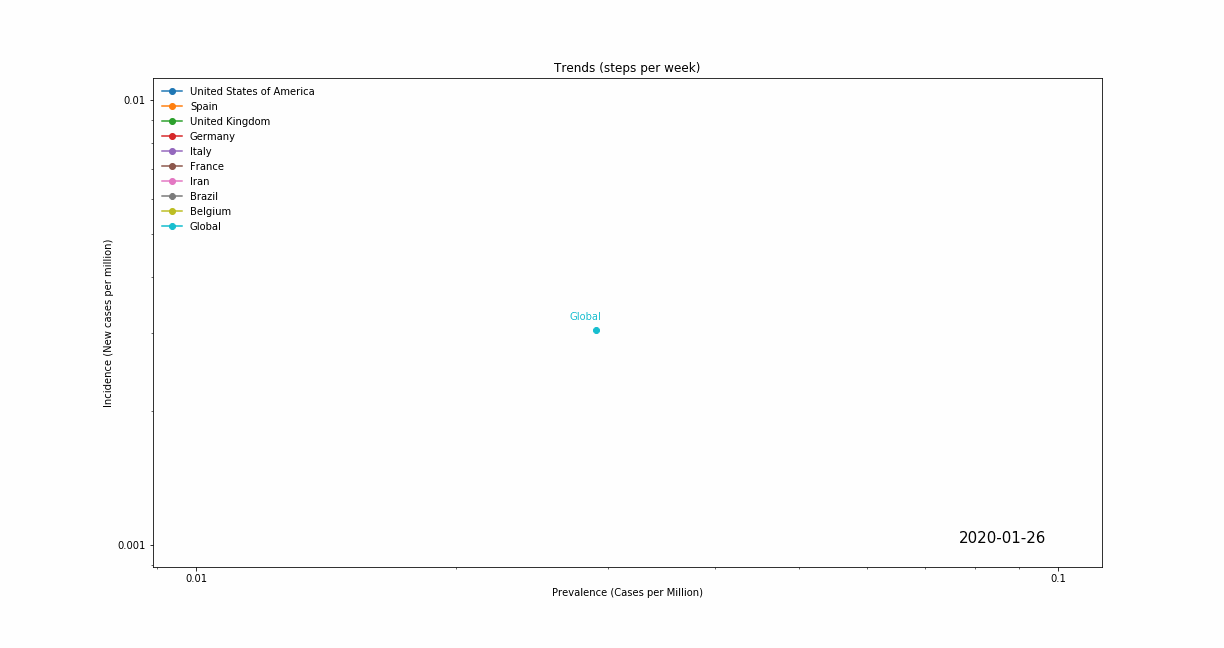 Trends (steps per week)
0.01
United States of America
Spain
United Kingdom
Germany
Italy
France
Iran
Brazil
Belgium
Global
Incidence (New cases per million)
Global
0.001
2020-01-26
0.01
0.1
Prevalence (Cases per Million)